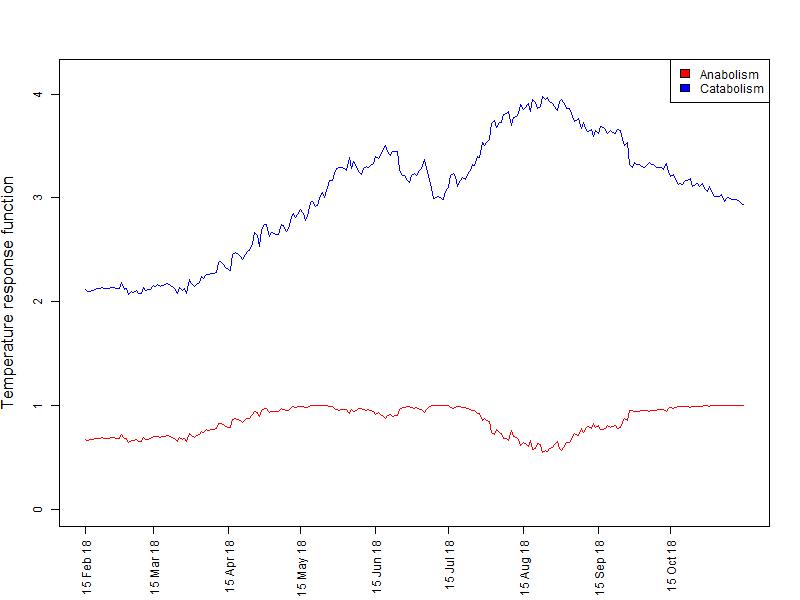 Anabolism
Catabolism
Temperature response function
4
3
2
1
0
15 Feb 18
15 Mar 18
15 Apr 18
15 May 18
15 Jun 18
15 Jul 18
15 Aug 18
15 Sep 18
15 Oct 18